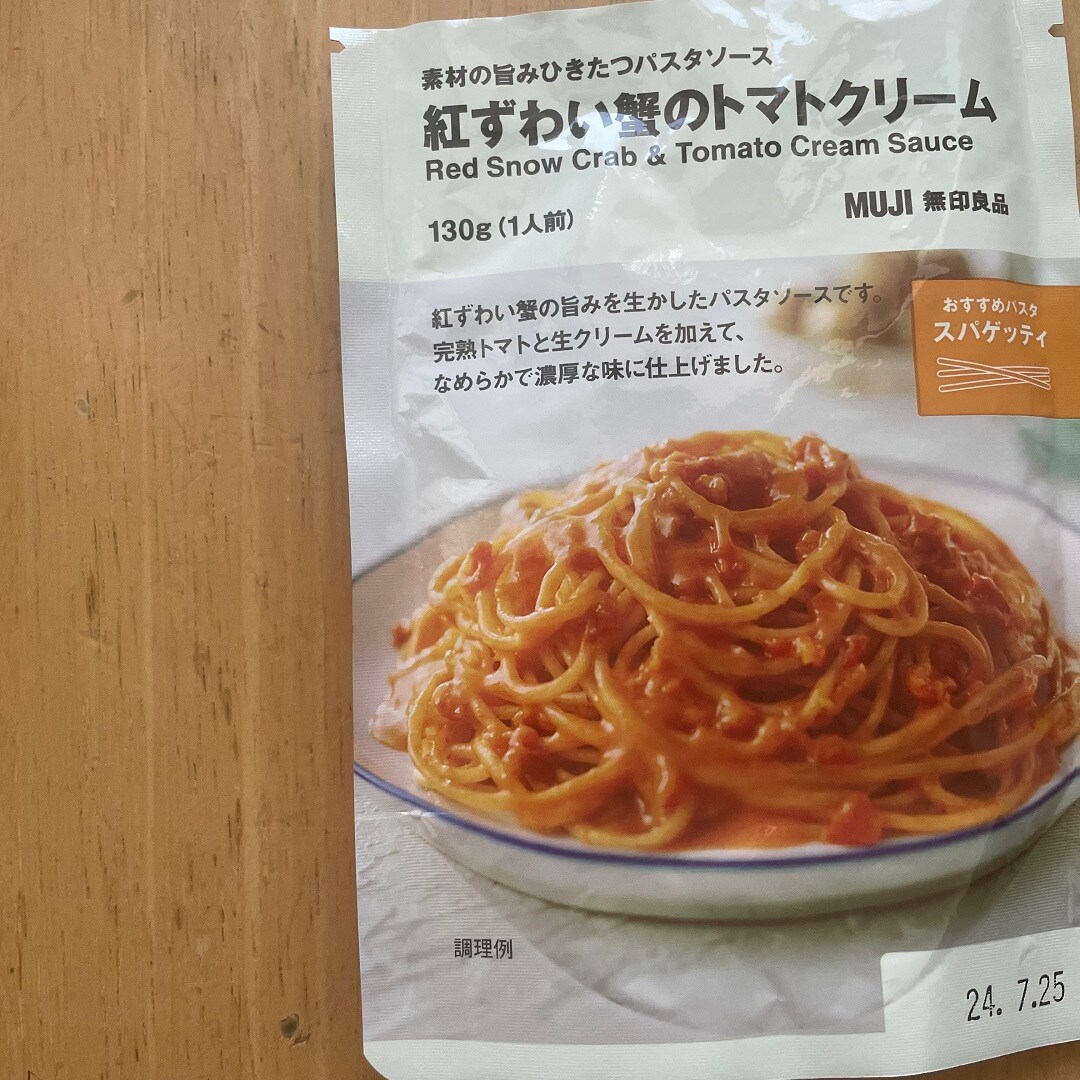 素材の旨みひきたつパスタソース
紅ずわい蟹のトマトクリーム
Red Snow Crab & Tomato Cream Sauce
130g(1人前)
MUJI 無印良品
紅ずわい蟹の旨みを生かしたパスタソースです。
完熟トマトと生クリームを加えて、
なめらかで濃厚な味に仕上げました。
おすすめパスタ
スパゲッティ
調理例
24. 7.25